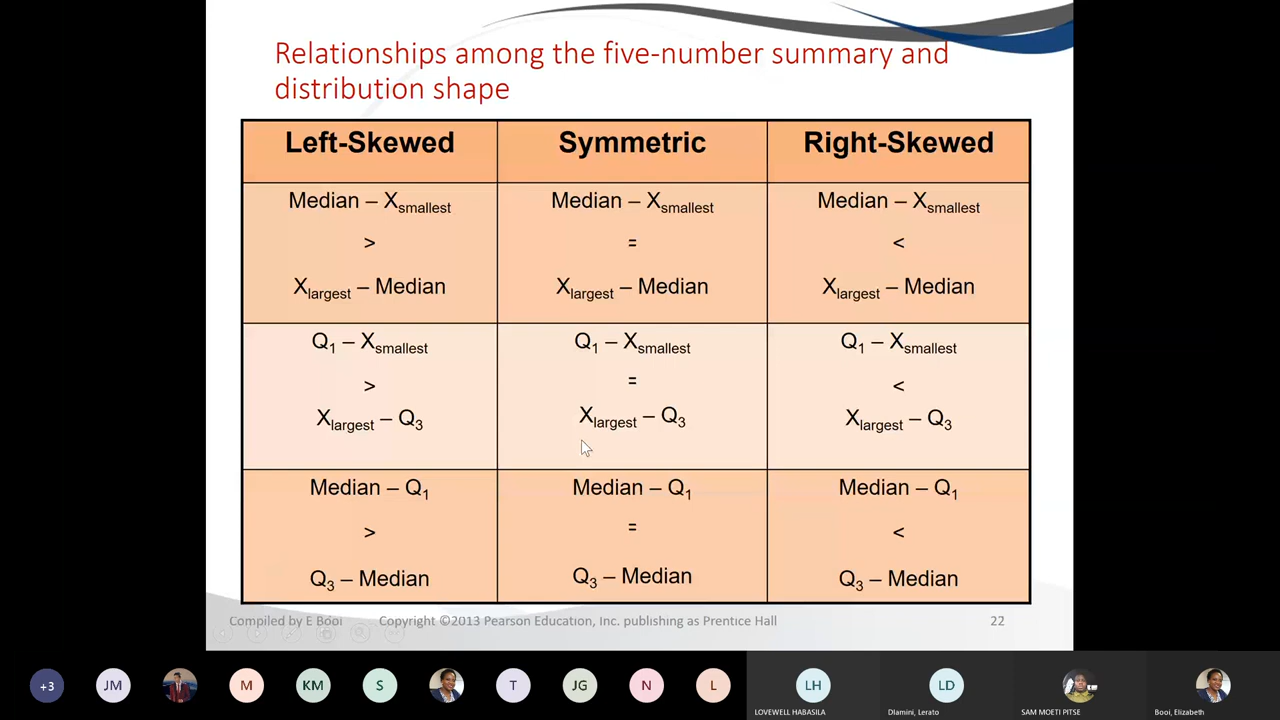 Relationships among the five-number summary and
distribution shape
Left-Skewed
Symmetric
Right-Skewed
Median – Xsmallest
>
Xlargest – Median
Median – Xsmallest
=
Xlargest – Median
Median – Xsmallest
<
Xlargest – Median
Q1 – Xsmallest
>
Xlargest – Q3
Q1 – Xsmallest
=
Xlargest – Q3
Q1 – Xsmallest
<
Xlargest – Q3
Median – Q1
>
Q3 – Median
Median – Q1
=
Q3 – Median
Median – Q1
<
Q3 – Median
Compiled by E Booi
Copyright ©2013 Pearson Education, Inc. publishing as Prentice Hall
22
+3
JM
M
KM
S
T
JG
N
L
LH
LD
LOVEWELL HABASILA
Dlamini, Lerato
SAM MOETI PITSE
Booi, Elizabeth